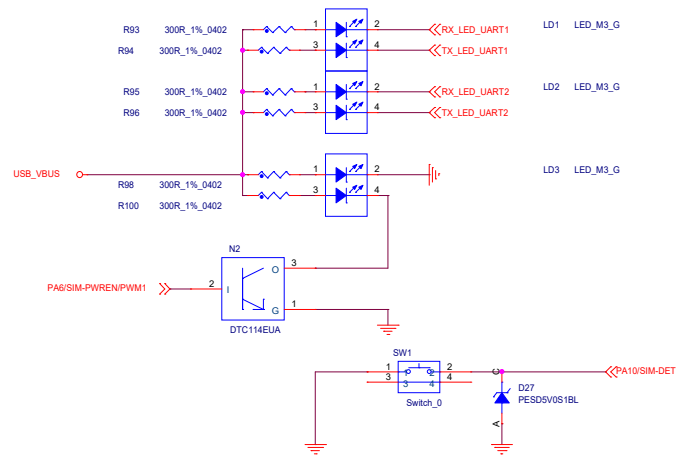 R93 300R_1%_0402 1 2 RX_LED_UART1 LD1 LED_M3_G
R94 300R_1%_0402 3 4 TX_LED_UART1
R95 300R_1%_0402 1 2 RX_LED_UART2 LD2 LED_M3_G
R96 300R_1%_0402 3 4 TX_LED_UART2
USB_VBUS 1 2 LD3 LED_M3_G
R98 300R_1%_0402 3 4
R100 300R_1%_0402
N2
O 3
PA6/SIM-PWREN/PWM1 2 I
G 1
DTC114EUA
SW1
1 1 2 2 C PA10/SIM-DET
3 3 4 4
D27
Switch_0 PESD5V0S1BL
A